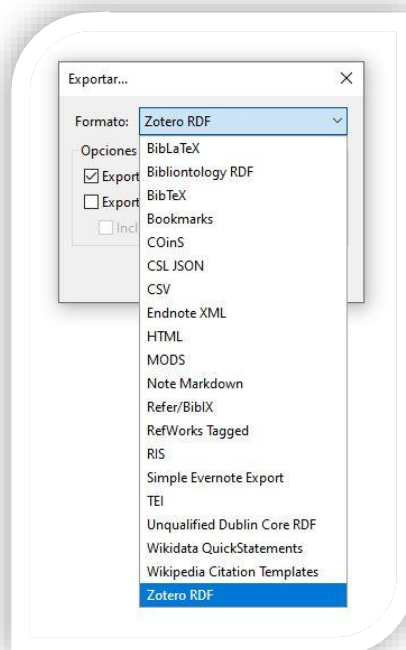 Exportar...
Formato: Zotero RDF
Opciones
BibLaTeX
Bibliontology RDF
Export
BibTeX
Export
Bookmarks
Incl
COinS
CSL JSON
CSV
Endnote XML
HTML
MODS
Note Markdown
Refer/BibIX
RefWorks Tagged
RIS
Simple Evernote Export
TEI
Unqualified Dublin Core RDF
Wikidata QuickStatements
Wikipedia Citation Templates
Zotero RDF